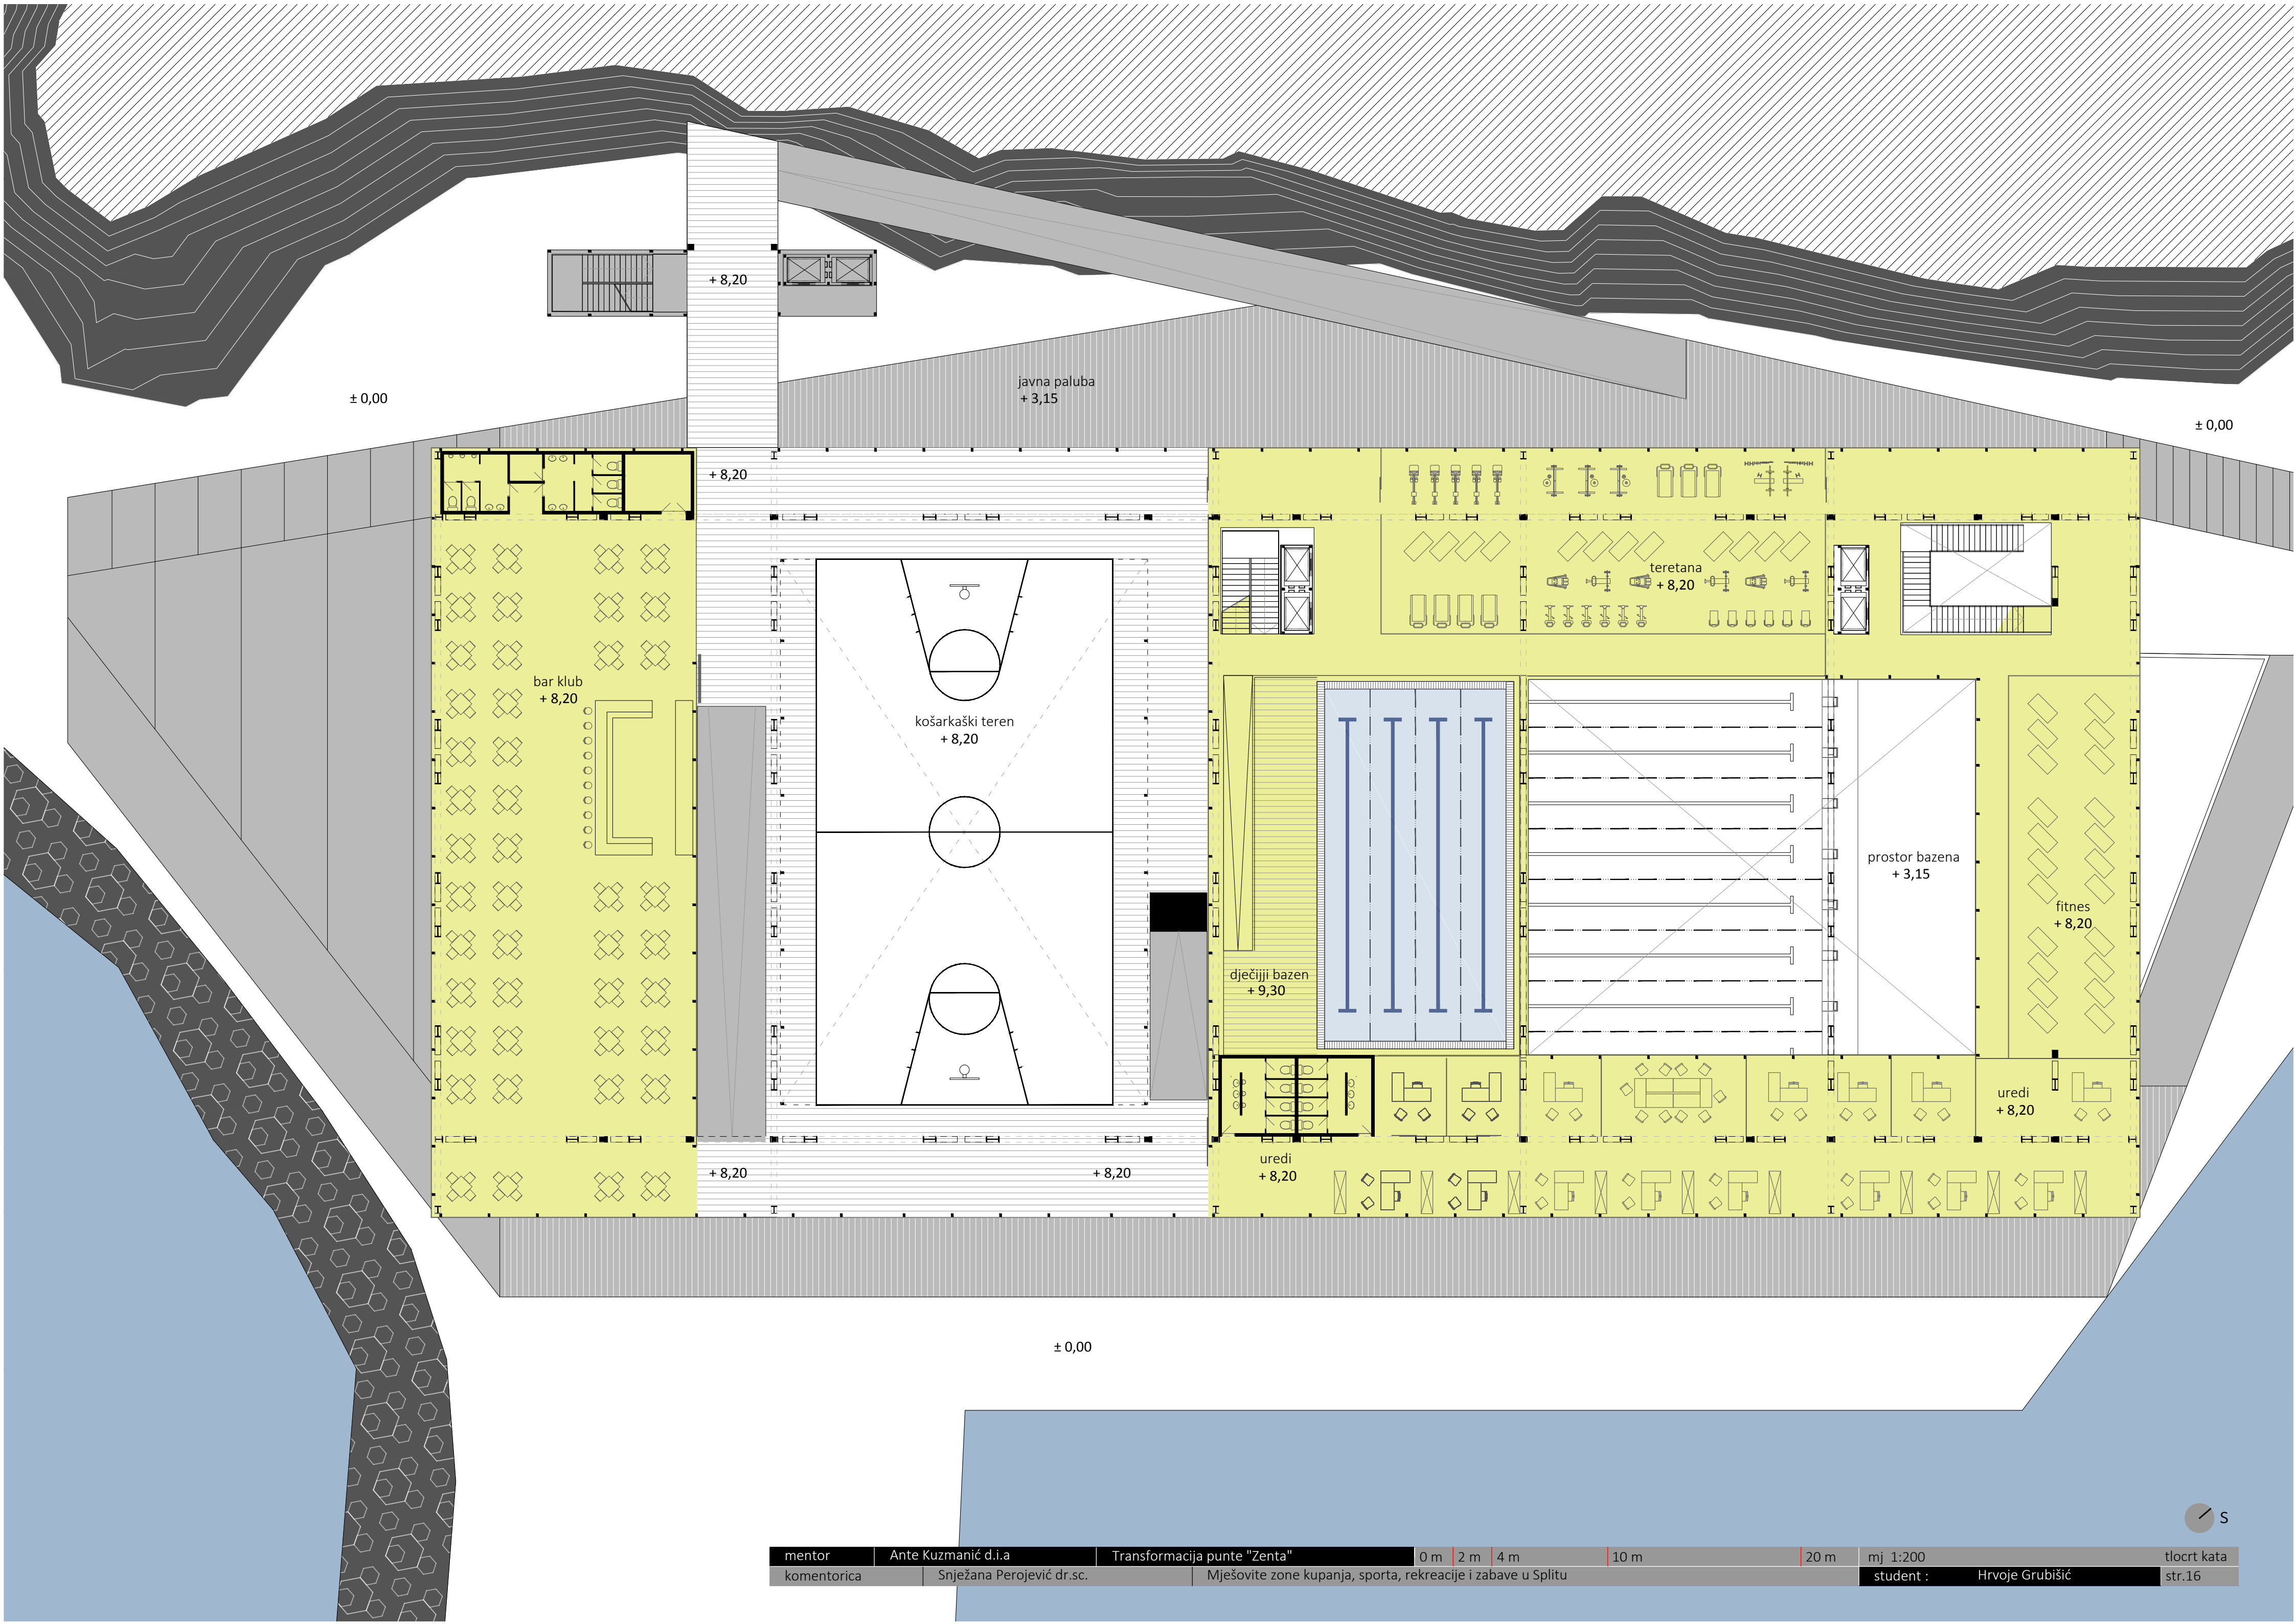 + 8,20
javna paluba
+ 3,15
± 0,00
± 0,00
+ 8,20
teretana
+ 8,20
bar klub
+ 8,20
košarkaški teren
+ 8,20
prostor bazena
+ 3,15
fitnes
+ 8,20
dječijji bazen
+ 9,30
uredi
+ 8,20
uredi
+ 8,20
+ 8,20
+ 8,20
± 0,00
S
mentor Ante Kuzmanić d.i.a Transformacija punte "Zenta" 0 m 2 m 4 m 10 m 20 m mj 1:200 tlocrt kata
komentorica Snježana Perojević dr.sc. Mješovite zone kupanja, sporta, rekreacije i zabave u Splitu student : Hrvoje Grubišić str.16